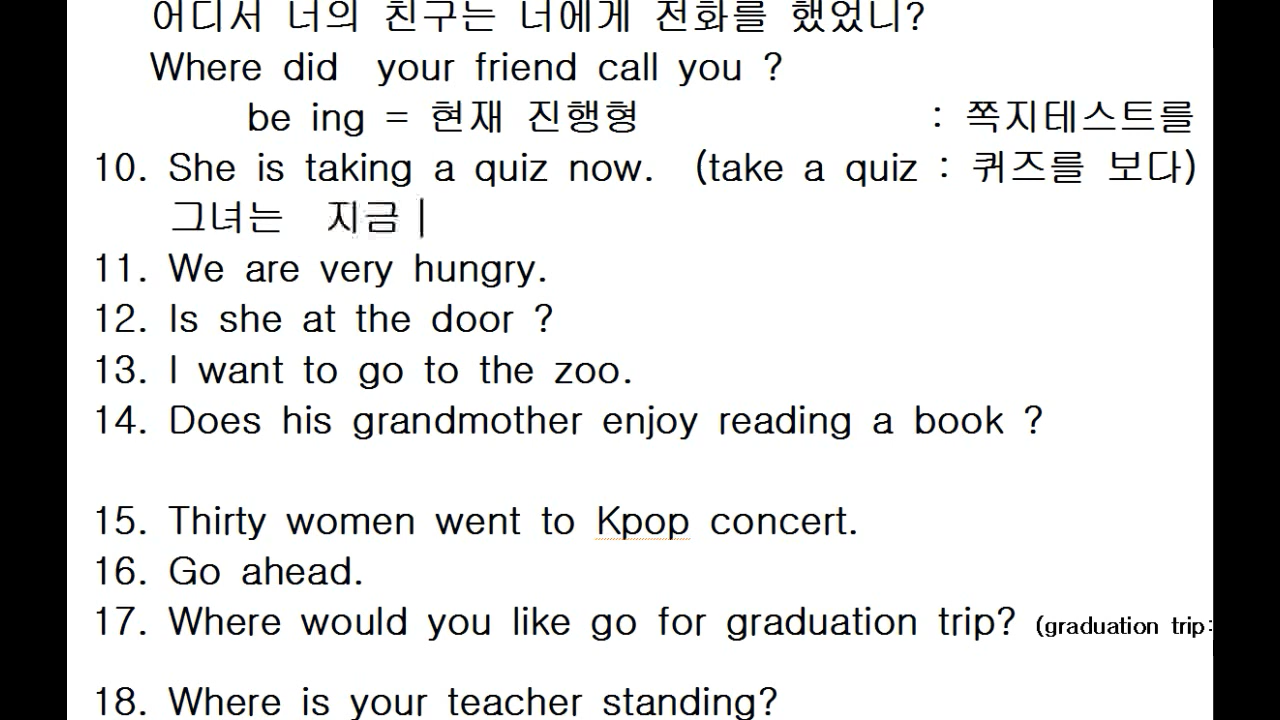 어디서 너의 친구는 너에게 전화를 했었니?
Where did your friend call you ?
be ing = 현재 진행형 : 쪽지테스트를
10. She is taking a quiz now. (take a quiz : 퀴즈를 보다)
그녀는 지금
11. We are very hungry.
12. Is she at the door ?
13. I want to go to the zoo.
14. Does his grandmother enjoy reading a book ?
15. Thirty women went to Kpop concert.
16. Go ahead.
17. Where would you like go for graduation trip? (graduation trip:
18. Where is your teacher standing?